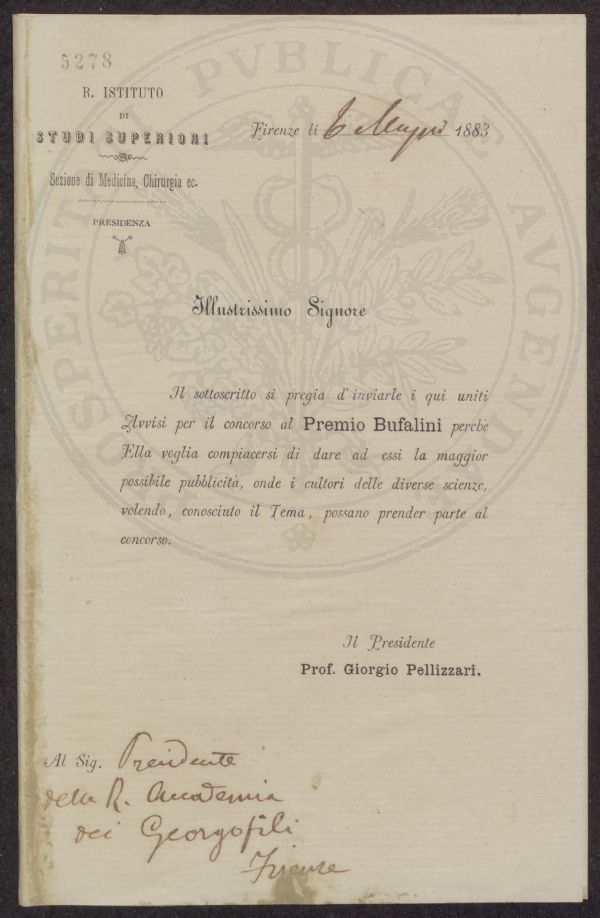 5278
R. ISTITUTO
DI
STUDI SUPERIORI
Sezione di Medicina, Chirurgia ec.
PRESIDENZA
Firenze li 6 Maggio 1883
PROSPERITATI PVBLICAE AVGENDAE
Illustrissimo Signore
Il sottoscritto si pregia d'inviarle i qui uniti
Avvisi per il concorso al Premio Bufalini perchè
Ella voglia compiacersi di dare ad essi la maggior
possibile pubblicità, onde i cultori delle diverse scienze,
volendo, conosciuto il Tema, possano prender parte al
concorso.
Il Presidente
Prof. Giorgio Pellizzari.
Al Sig. Presidente
della R. Accademia
dei Georgofili
Firenze